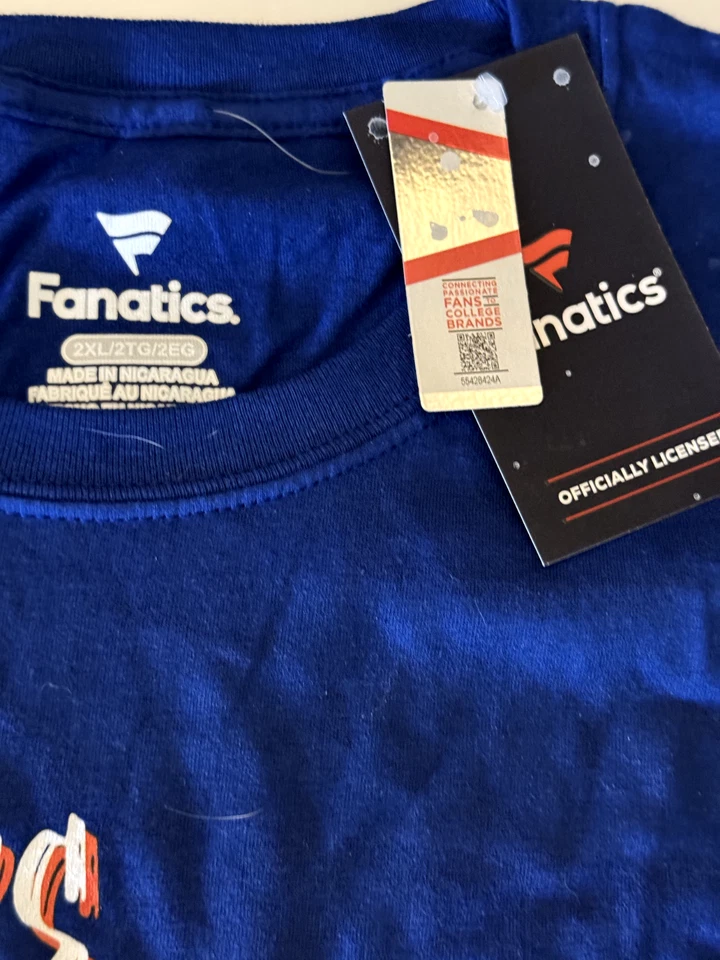 Fanatics.
2XL/2TG/2EG
MADE IN NICARAGUA
FABRIQUÉ AU NICARAGUA
CONNECTING
PASSIONATE
FANS TO
COLLEGE
BRANDS
55428424A
natics
OFFICIALLY LICENSED